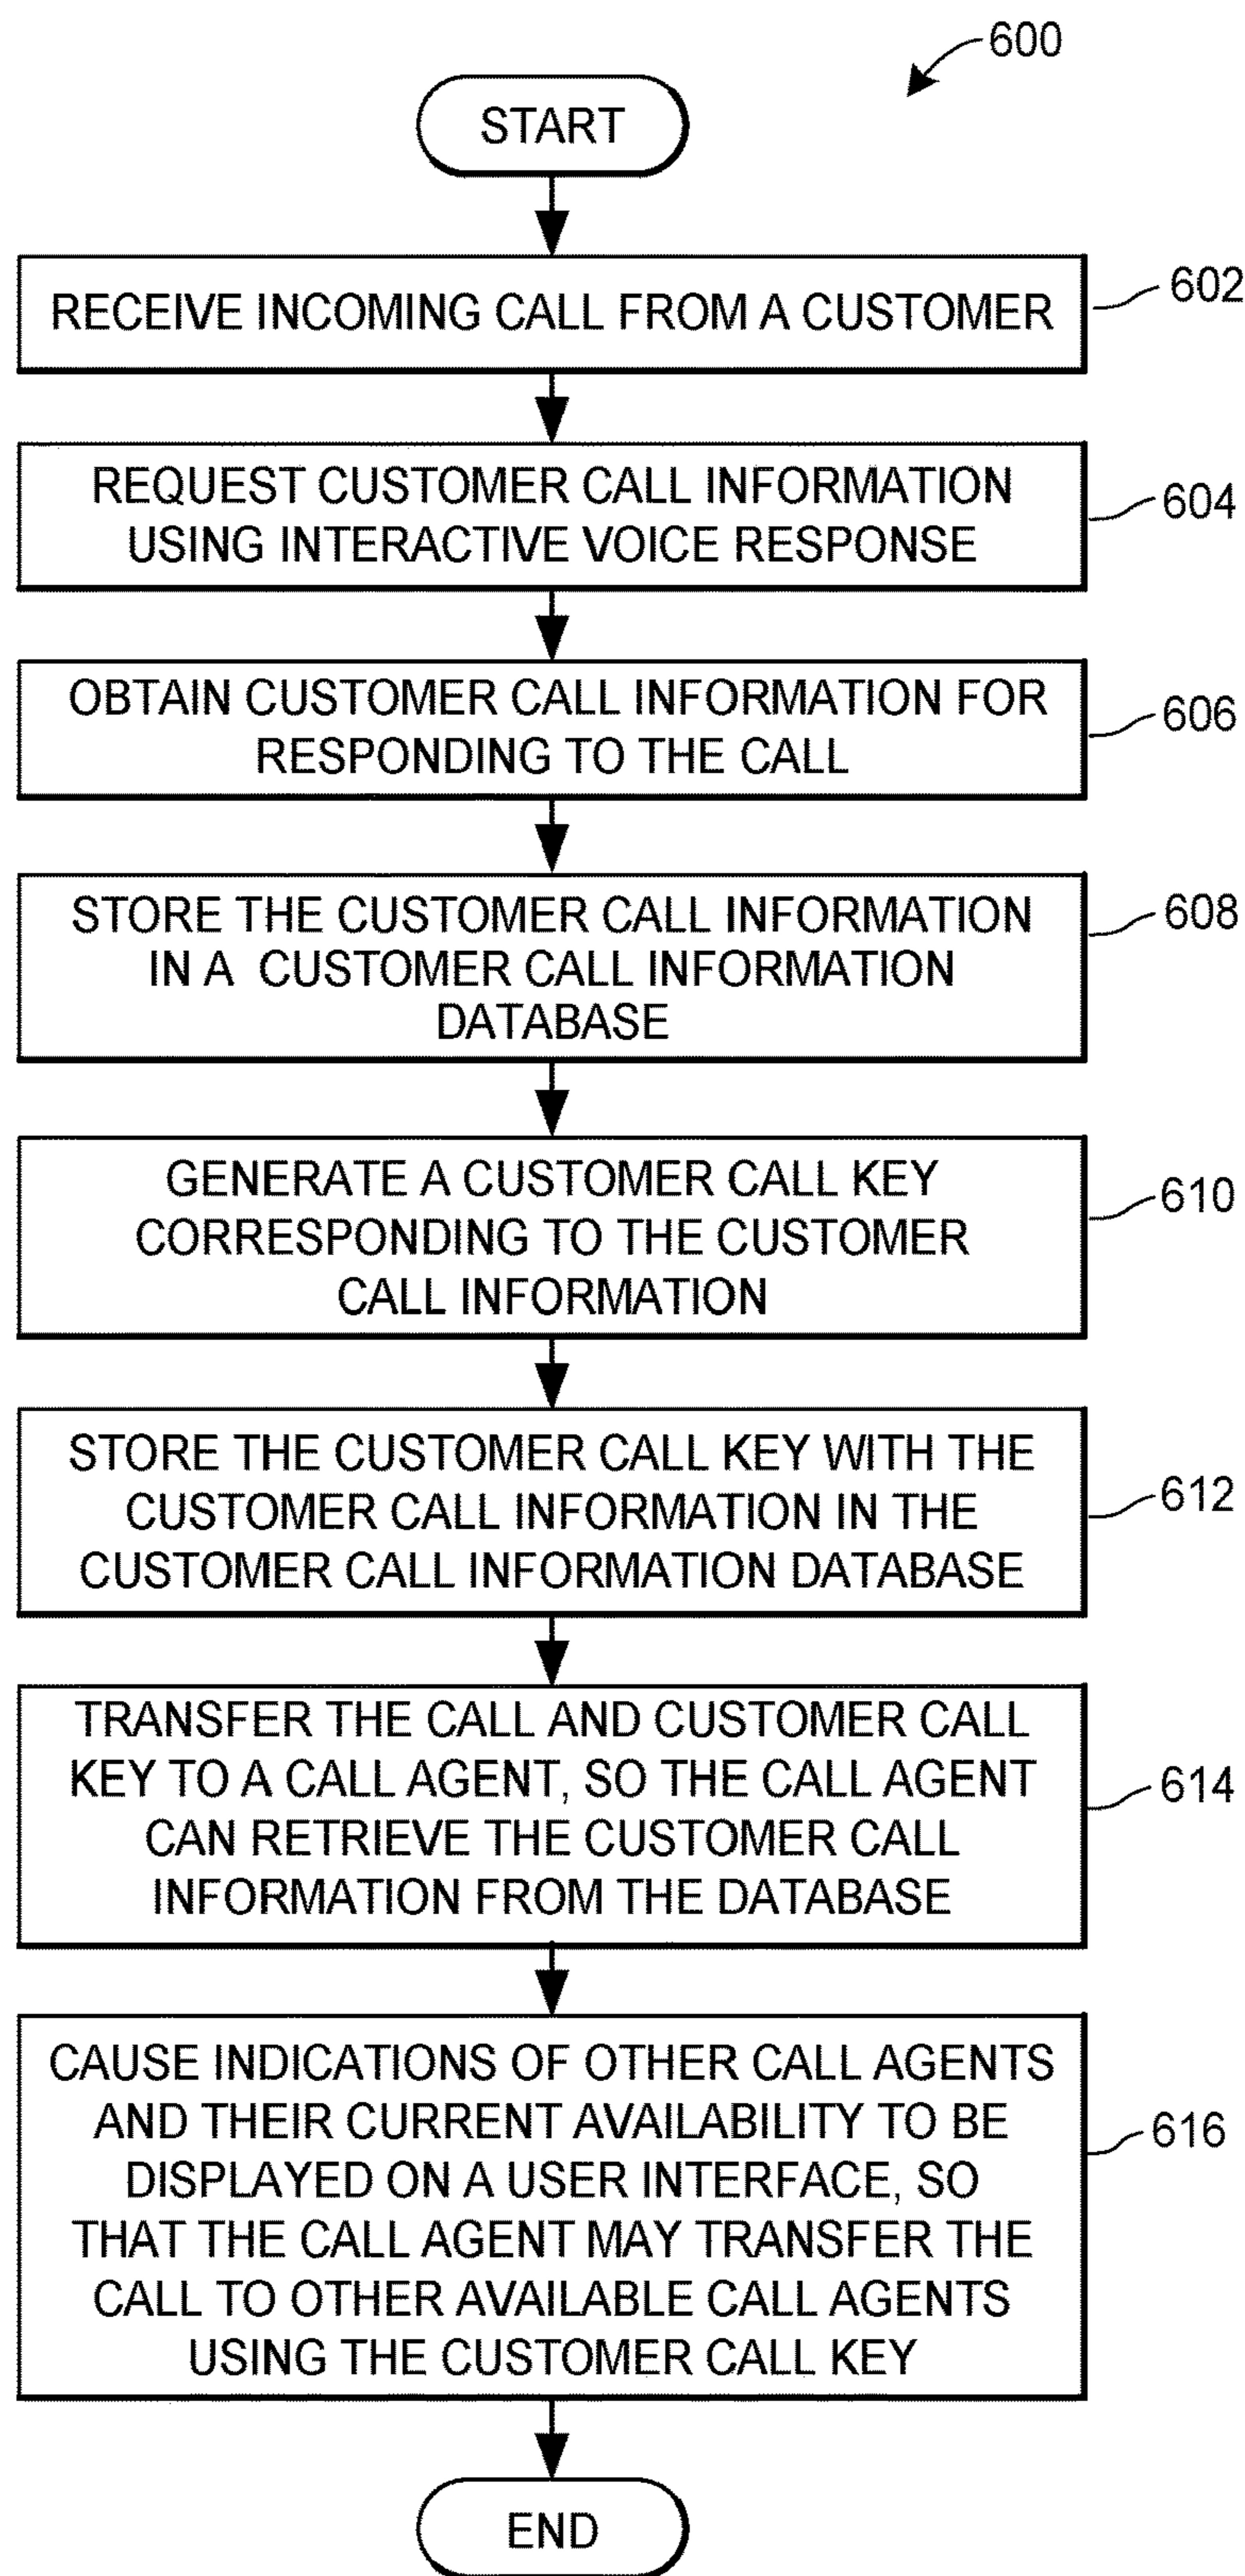 600
START
RECEIVE INCOMING CALL FROM A CUSTOMER
602
REQUEST CUSTOMER CALL INFORMATION
USING INTERACTIVE VOICE RESPONSE
604
OBTAIN CUSTOMER CALL INFORMATION FOR
RESPONDING TO THE CALL
606
STORE THE CUSTOMER CALL INFORMATION
IN A CUSTOMER CALL INFORMATION
DATABASE
608
GENERATE A CUSTOMER CALL KEY
CORRESPONDING TO THE CUSTOMER
CALL INFORMATION
610
STORE THE CUSTOMER CALL KEY WITH THE
CUSTOMER CALL INFORMATION IN THE
CUSTOMER CALL INFORMATION DATABASE
612
TRANSFER THE CALL AND CUSTOMER CALL
KEY TO A CALL AGENT, SO THE CALL AGENT
CAN RETRIEVE THE CUSTOMER CALL
INFORMATION FROM THE DATABASE
614
CAUSE INDICATIONS OF OTHER CALL AGENTS
AND THEIR CURRENT AVAILABILITY TO BE
DISPLAYED ON A USER INTERFACE, SO
THAT THE CALL AGENT MAY TRANSFER THE
CALL TO OTHER AVAILABLE CALL AGENTS
USING THE CUSTOMER CALL KEY
616
END